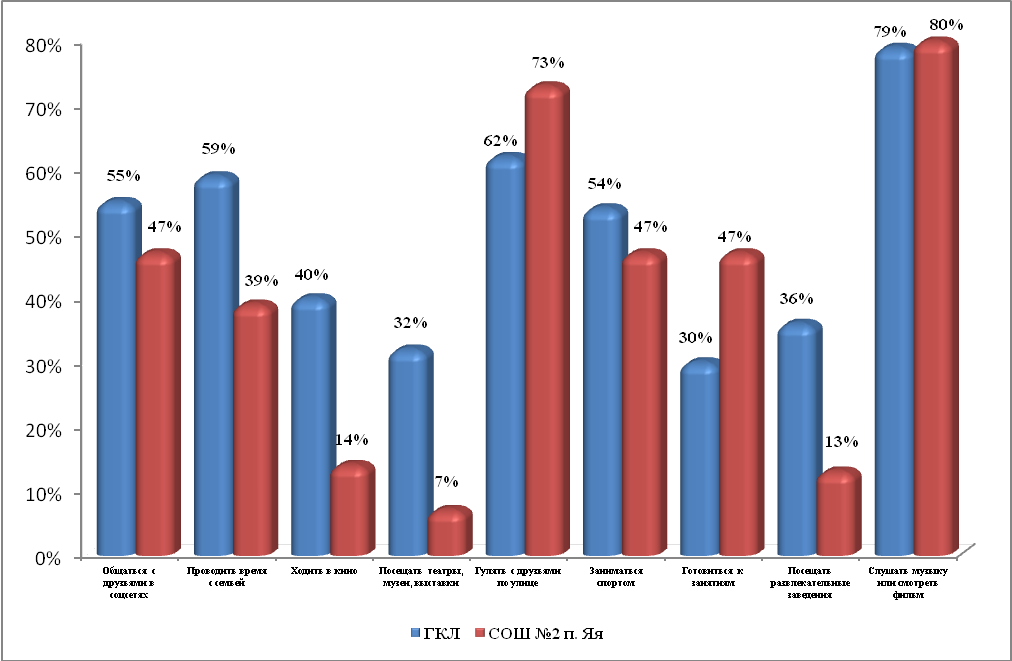 80%
70%
60%
50%
40%
30%
20%
10%
0%
55%
47%
59%
39%
40%
14%
32%
7%
62%
73%
54%
47%
30%
47%
36%
13%
79%
80%
Общаться с
друзьями в
соцсетях
Проводить время
с семьей
Ходить в кино
Посещать театры,
музеи, выставки
Гулять с друзьями
по улице
Заниматься
спортом
Готовиться к
занятиям
Посещать
развлекательные
заведения
Слушать музыку
или смотреть
фильм
ГКЛ
СОШ №2 п. Яя